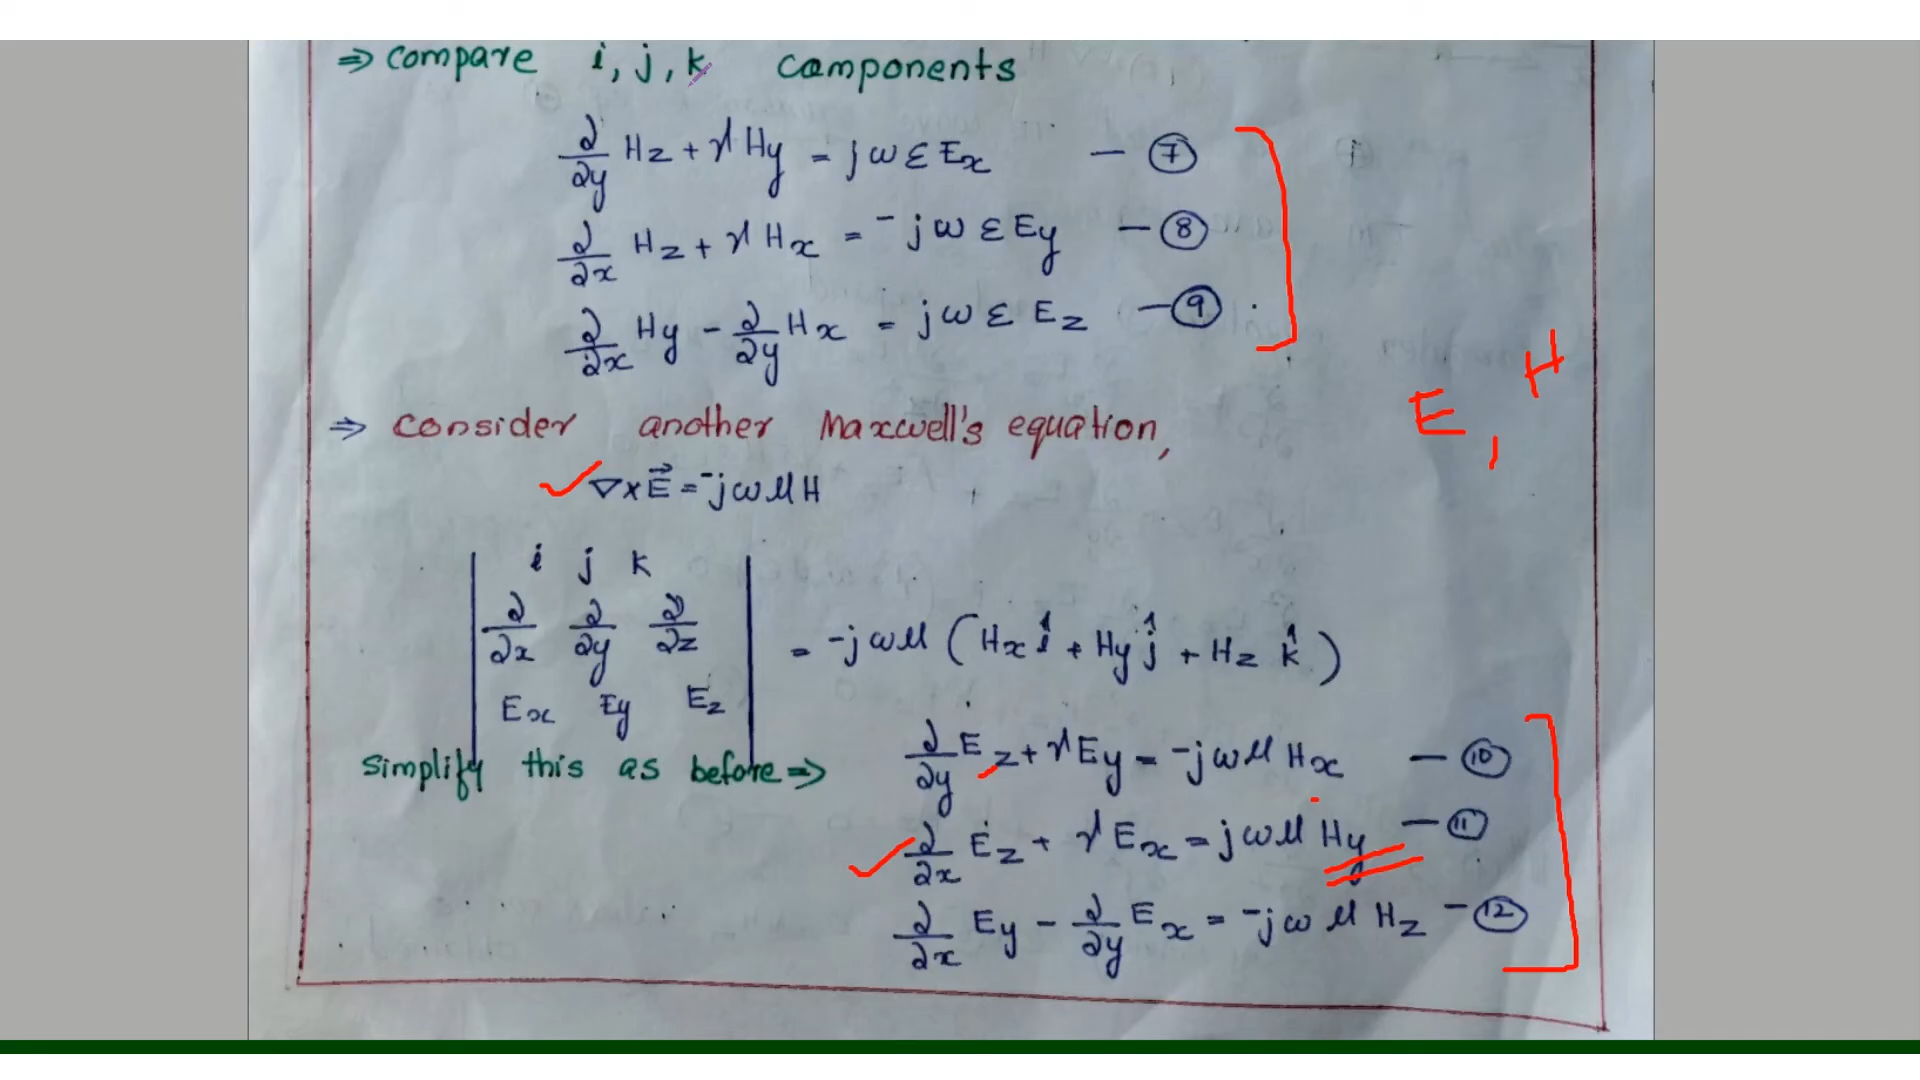 ⇒ compare i, j, k components
∂/∂y Hz + γ Hy = jωε Ex — ⑦
∂/∂x Hz + γ Hx = -jωε Ey — ⑧
∂/∂x Hy - ∂/∂y Hx = jωε Ez — ⑨
E, H
⇒ consider another Maxwell's equation,
✓ ∇×E⃗ = -jωμH
| i j k |
| ∂/∂x ∂/∂y ∂/∂z | = -jωμ (Hx î + Hy ĵ + Hz k̂)
| Ex Ey Ez |
simplify this as before ⇒ ∂/∂y Ez + γ Ey = -jωμ Hx — ⑩
✓ ∂/∂x Ez + γ Ex = jωμ Hy — ⑪
∂/∂x Ey - ∂/∂y Ex = -jωμ Hz — ⑫